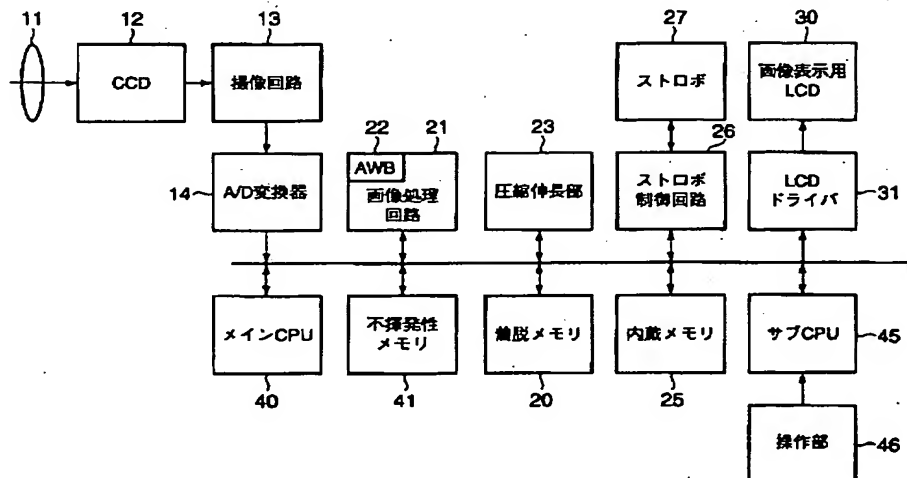 11
12
13
27
30
CCD
撮像回路
ストロボ
画像表示用
LCD
22
21
23
26
14
A/D変換器
AWB
画像処理
回路
圧縮伸長部
ストロボ
制御回路
LCD
ドライバ
31
メインCPU
不揮発性
メモリ
着脱メモリ
内蔵メモリ
サブCPU
45
40
41
20
25
操作部
46